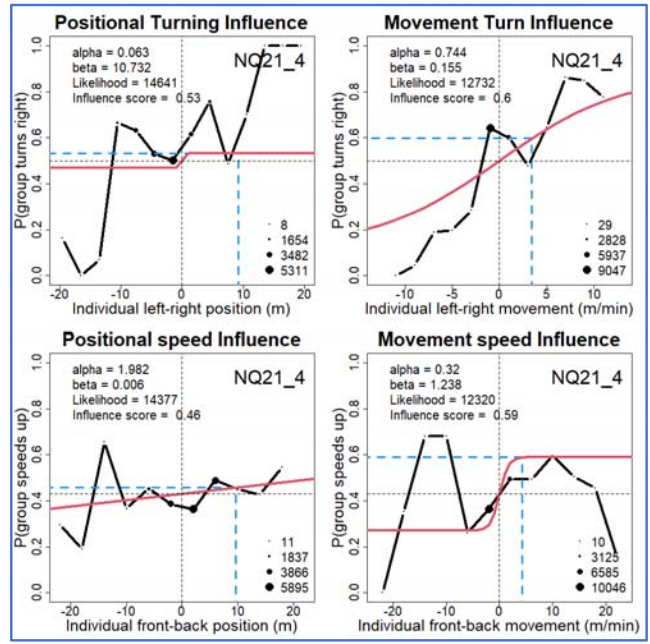 Positional Turning Influence
alpha = 0.063
beta = 10.732
Likelihood = 14641
Influence score = 0.53
NQ21_4
P(group turns right)
0.0 0.2 0.4 0.6 0.8 1.0
8
1654
3482
5311
-20 -10 0 10 20
Individual left-right position (m)
Movement Turn Influence
alpha = 0.744
beta = 0.155
Likelihood = 12732
Influence score = 0.6
NQ21_4
P(group turns right)
0.0 0.2 0.4 0.6 0.8 1.0
29
2828
5937
9047
-10 -5 0 5 10
Individual left-right movement (m/min)
Positional speed Influence
alpha = 1.982
beta = 0.006
Likelihood = 14377
Influence score = 0.46
NQ21_4
P(group speeds up)
0.0 0.2 0.4 0.6 0.8 1.0
11
1837
3866
5895
-20 -10 0 10 20
Individual front-back position (m)
Movement speed Influence
alpha = 0.32
beta = 1.238
Likelihood = 12320
Influence score = 0.59
NQ21_4
P(group speeds up)
0.0 0.2 0.4 0.6 0.8 1.0
10
3125
6585
10046
-20 -10 0 10 20
Individual front-back movement (m/min)